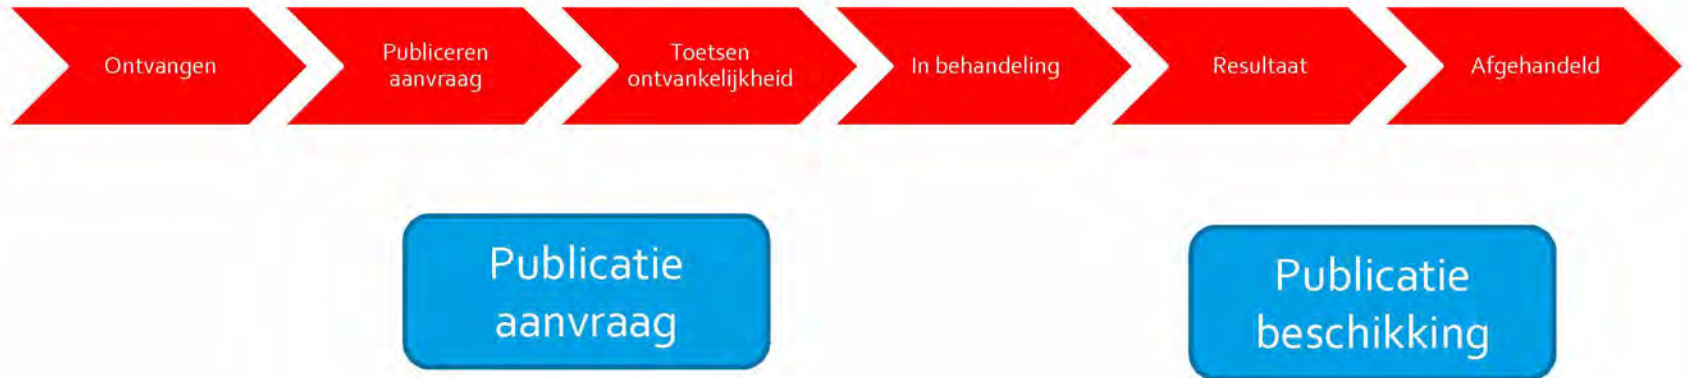 Ontvangen
Publiceren
aanvraag
Toetsen
ontvankelijkheid
In behandeling
Resultaat
Afgehandeld
Publicatie
aanvraag
Publicatie
beschikking